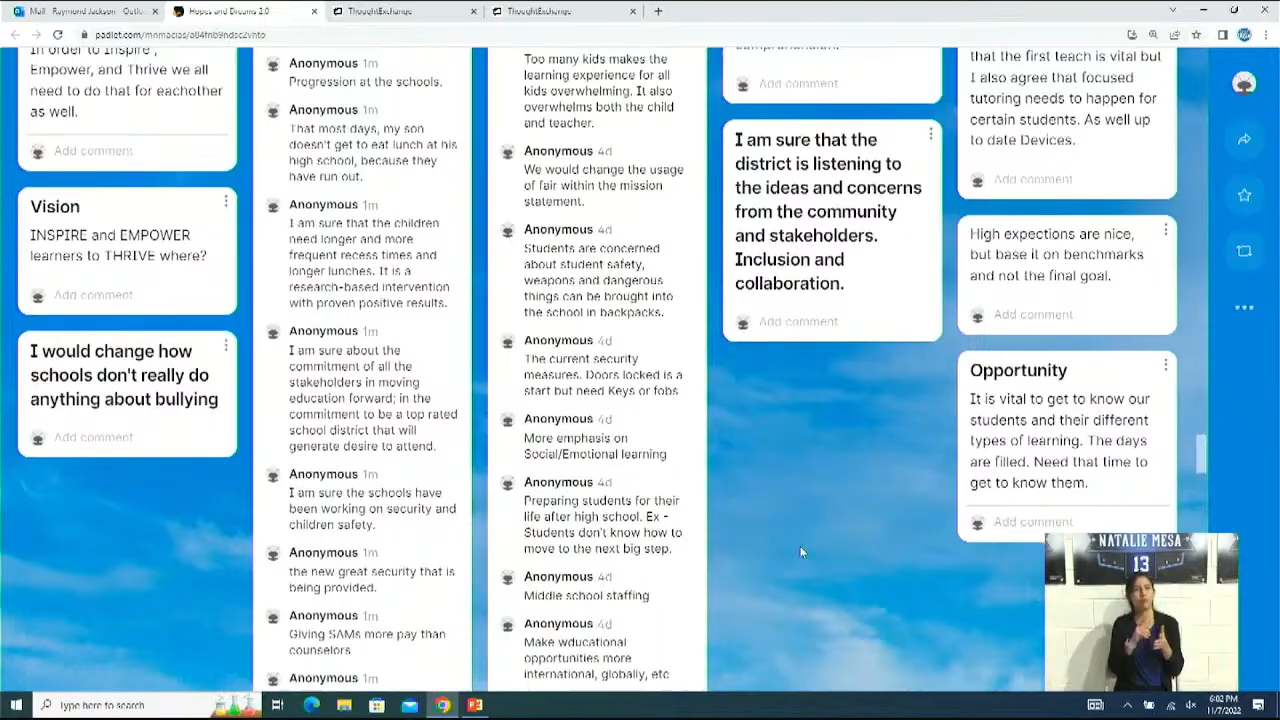 Mail - Raymond Jackson - Outlo
Hopes and Dreams 2.0
ThoughtExchange
ThoughtExchange
padlet.com/mnmacias/a84fnb9ndsc2vhto
In order to Inspire ,
Empower, and Thrive we all
need to do that for eachother
as well.
Add comment
Vision
INSPIRE and EMPOWER
learners to THRIVE where?
Add comment
I would change how
schools don't really do
anything about bullying
Add comment
Anonymous 1m
Progression at the schools.
Anonymous 1m
That most days, my son
doesn't get to eat lunch at his
high school, because they
have run out.
Anonymous 1m
I am sure that the children
need longer and more
frequent recess times and
longer lunches. It is a
research-based intervention
with proven positive results.
Anonymous 1m
I am sure about the
commitment of all the
stakeholders in moving
education forward; in the
commitment to be a top rated
school district that will
generate desire to attend.
Anonymous 1m
I am sure the schools have
been working on security and
children safety.
Anonymous 1m
the new great security that is
being provided.
Anonymous 1m
Giving SAMs more pay than
counselors
Anonymous 1m
Too many kids makes the
learning experience for all
kids overwhelming. It also
overwhelms both the child
and teacher.
Anonymous 4d
We would change the usage
of fair within the mission
statement.
Anonymous 4d
Students are concerned
about student safety,
weapons and dangerous
things can be brought into
the school in backpacks.
Anonymous 4d
The current security
measures. Doors locked is a
start but need Keys or fobs
Anonymous 4d
More emphasis on
Social/Emotional learning
Anonymous 4d
Preparing students for their
life after high school. Ex -
Students don't know how to
move to the next big step.
Anonymous 4d
Middle school staffing
Anonymous 4d
Make wducational
opportunities more
international, globally, etc
Add comment
I am sure that the
district is listening to
the ideas and concerns
from the community
and stakeholders.
Inclusion and
collaboration.
Add comment
that the first teach is vital but
I also agree that focused
tutoring needs to happen for
certain students. As well up
to date Devices.
Add comment
High expections are nice,
but base it on benchmarks
and not the final goal.
Add comment
Opportunity
It is vital to get to know our
students and their different
types of learning. The days
are filled. Need that time to
get to know them.
Add comment
NATALIE MESA
13
Type here to search
6:02 PM
11/7/2022